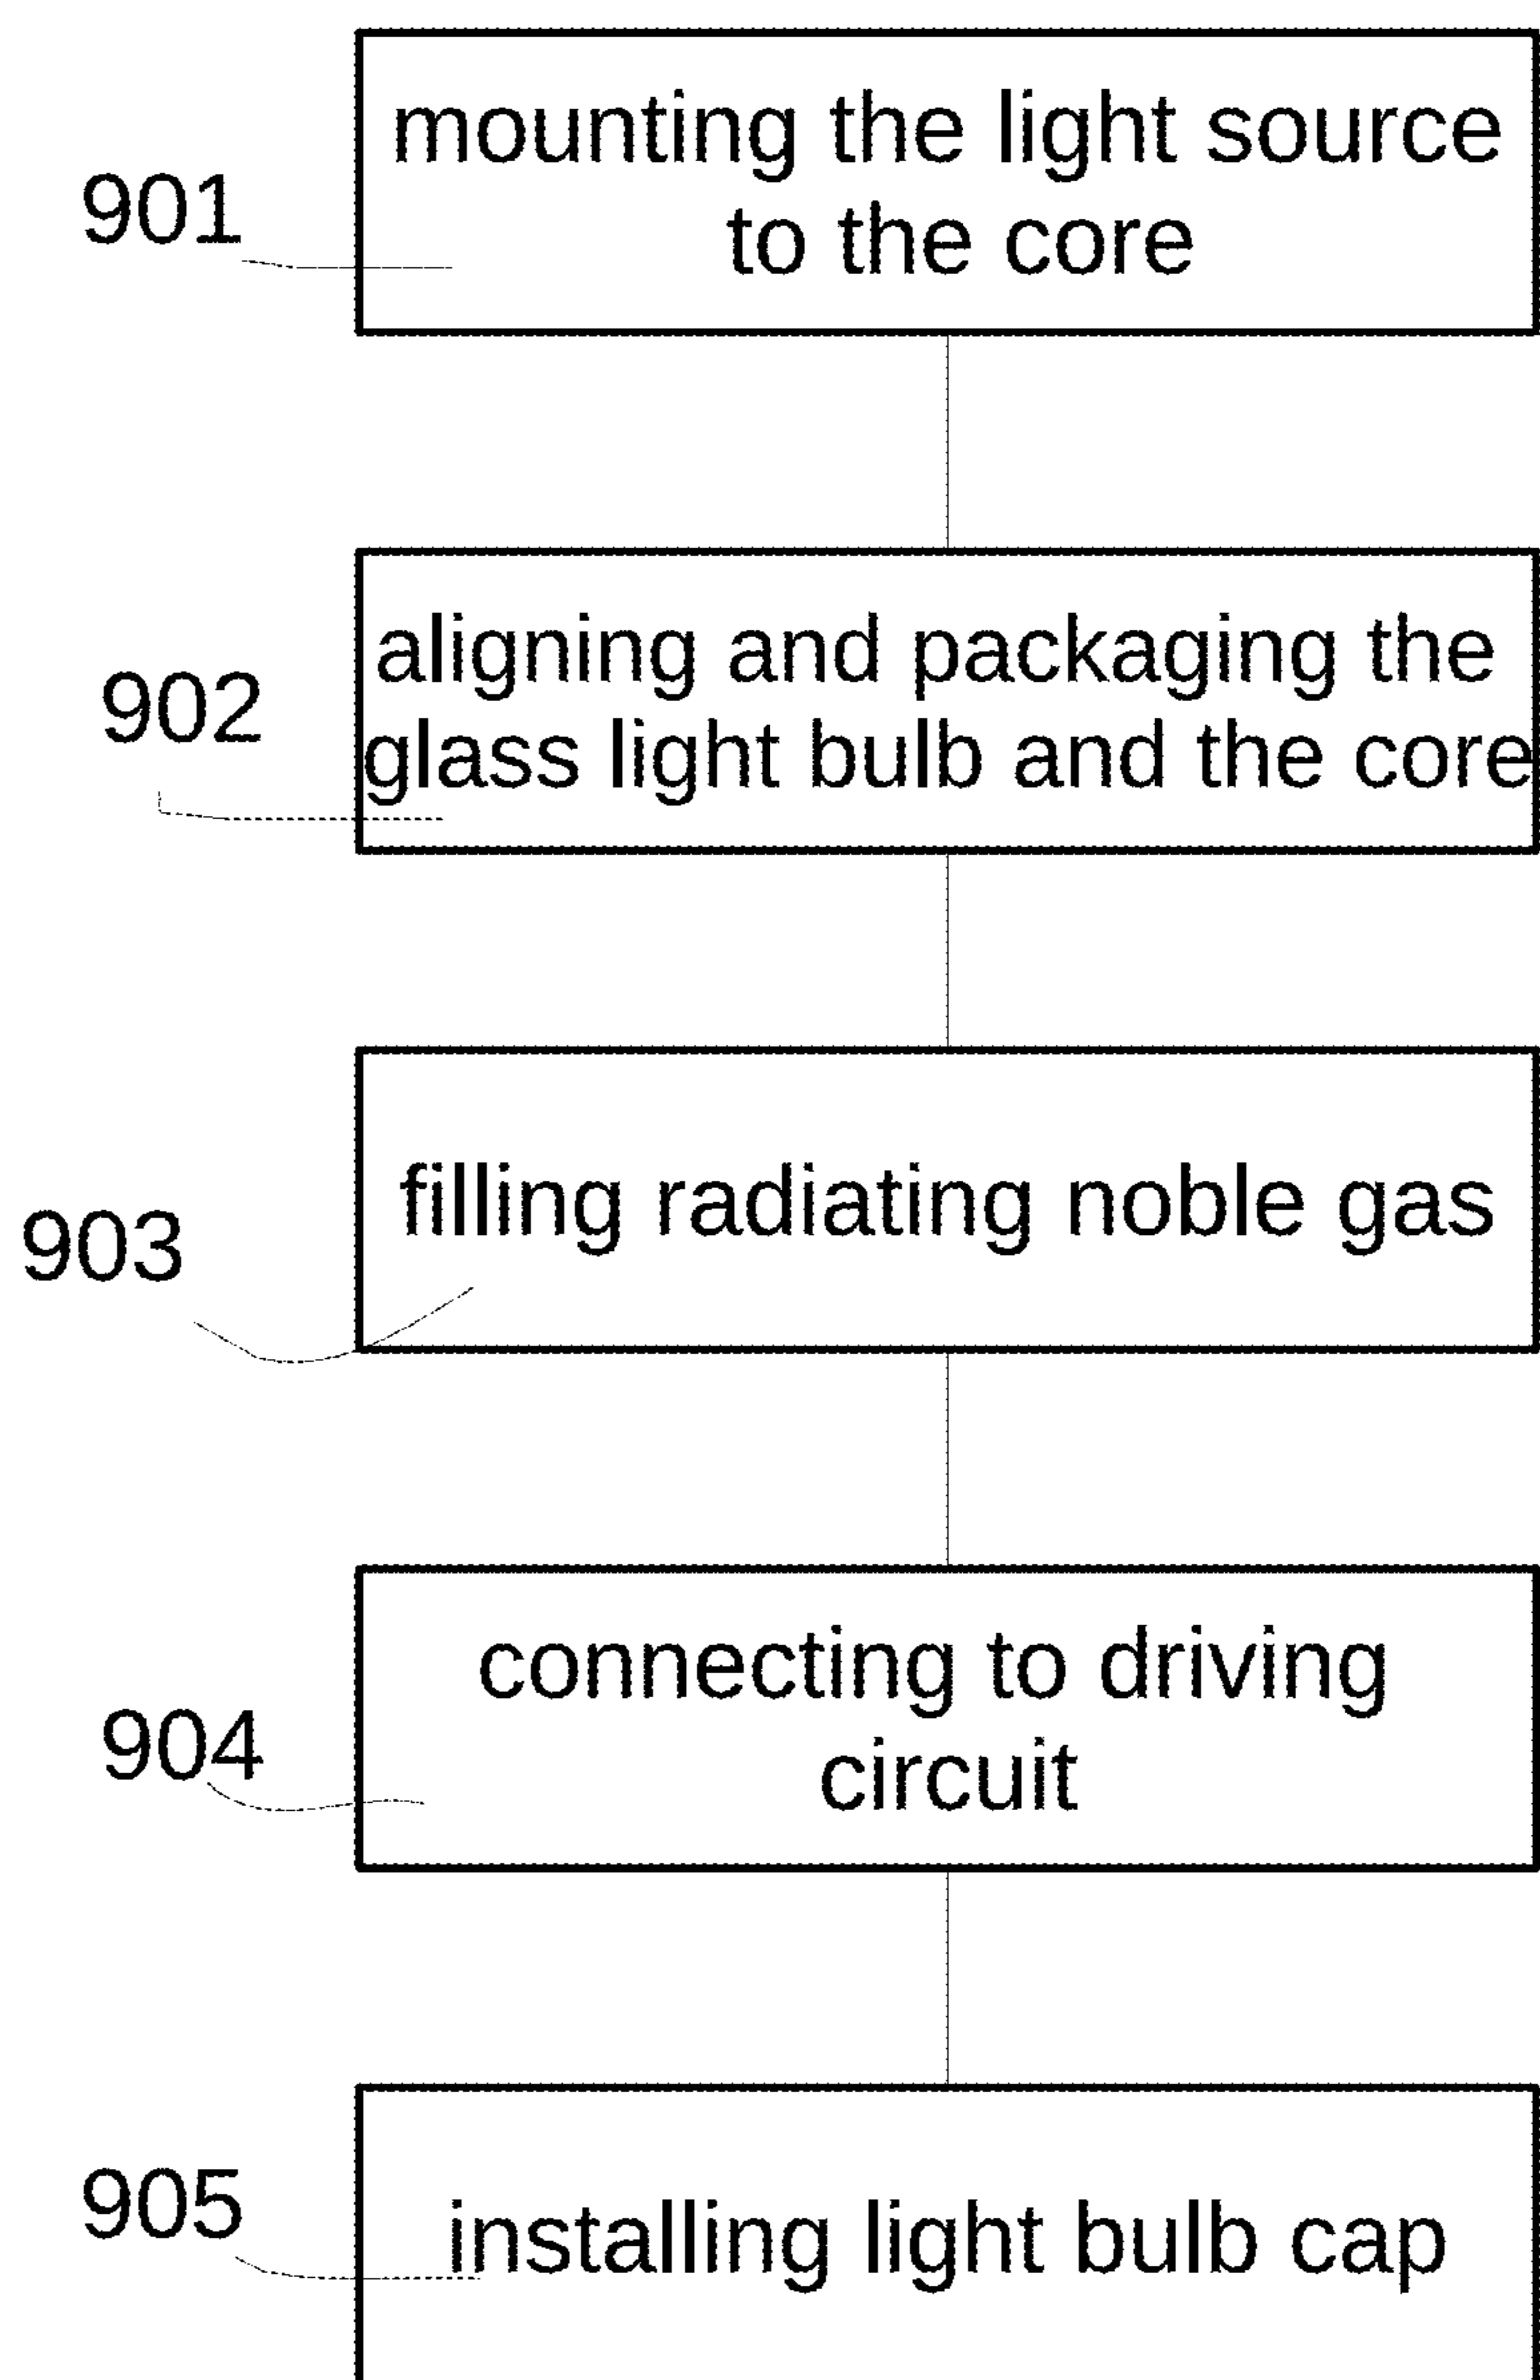 901
mounting the light source
to the core
902
aligning and packaging the
glass light bulb and the core
903
filling radiating noble gas
904
connecting to driving
circuit
905
installing light bulb cap